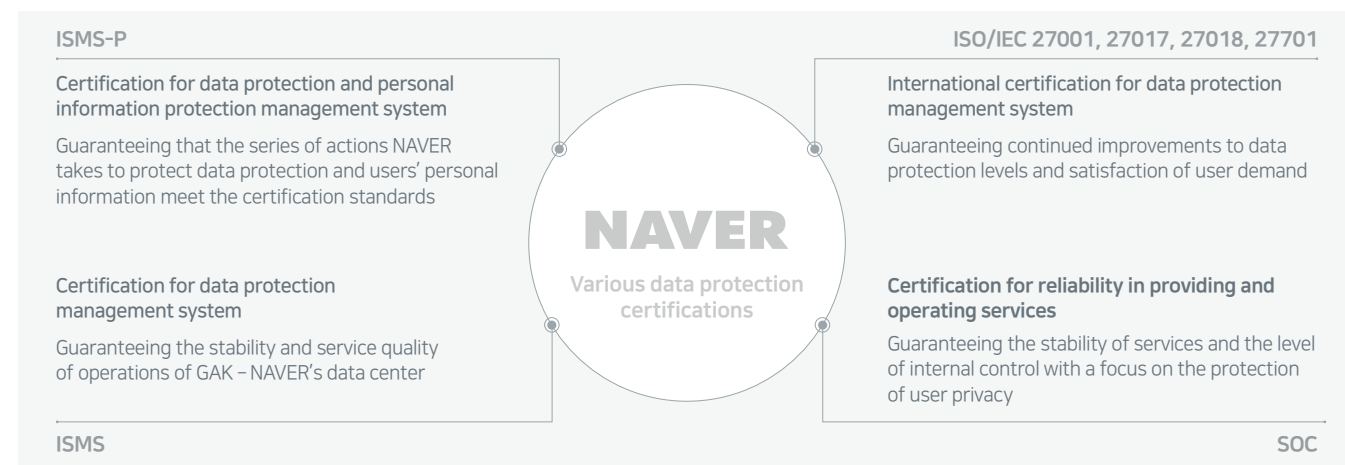 ISMS-P
Certification for data protection and personal
information protection management system
Guaranteeing that the series of actions NAVER
takes to protect data protection and users' personal
information meet the certification standards
ISO/IEC 27001, 27017, 27018, 27701
International certification for data protection
management system
Guaranteeing continued improvements to data
protection levels and satisfaction of user demand
NAVER
Various data protection
certifications
Certification for data protection
management system
Guaranteeing the stability and service quality
of operations of GAK – NAVER's data center
ISMS
Certification for reliability in providing and
operating services
Guaranteeing the stability of services and the level
of internal control with a focus on the protection
of user privacy
SOC